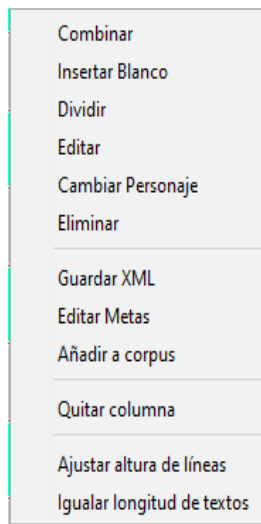 Combinar
Insertar Blanco
Dividir
Editar
Cambiar Personaje
Eliminar
Guardar XML
Editar Metas
Añadir a corpus
Quitar columna
Ajustar altura de líneas
Igualar longitud de textos